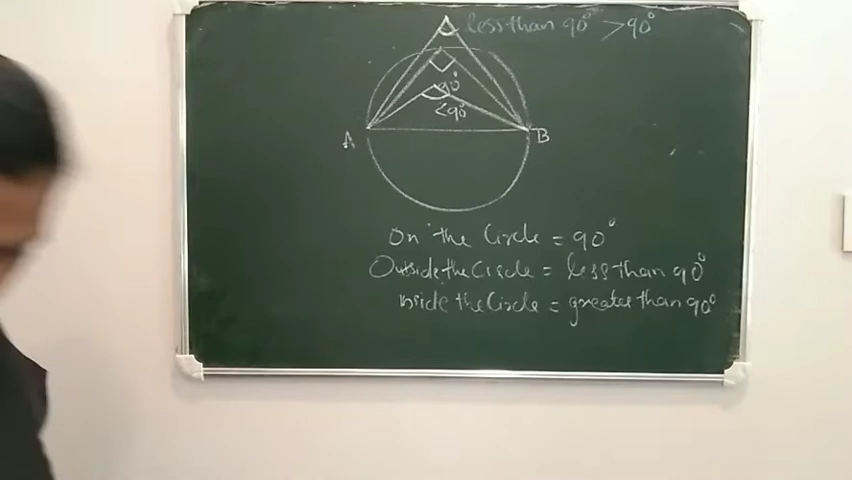 less than 90° >90°
90°
<90°
A B
on the Circle = 90°
Outside the Circle = less than 90°
inside the Circle = greater than 90°